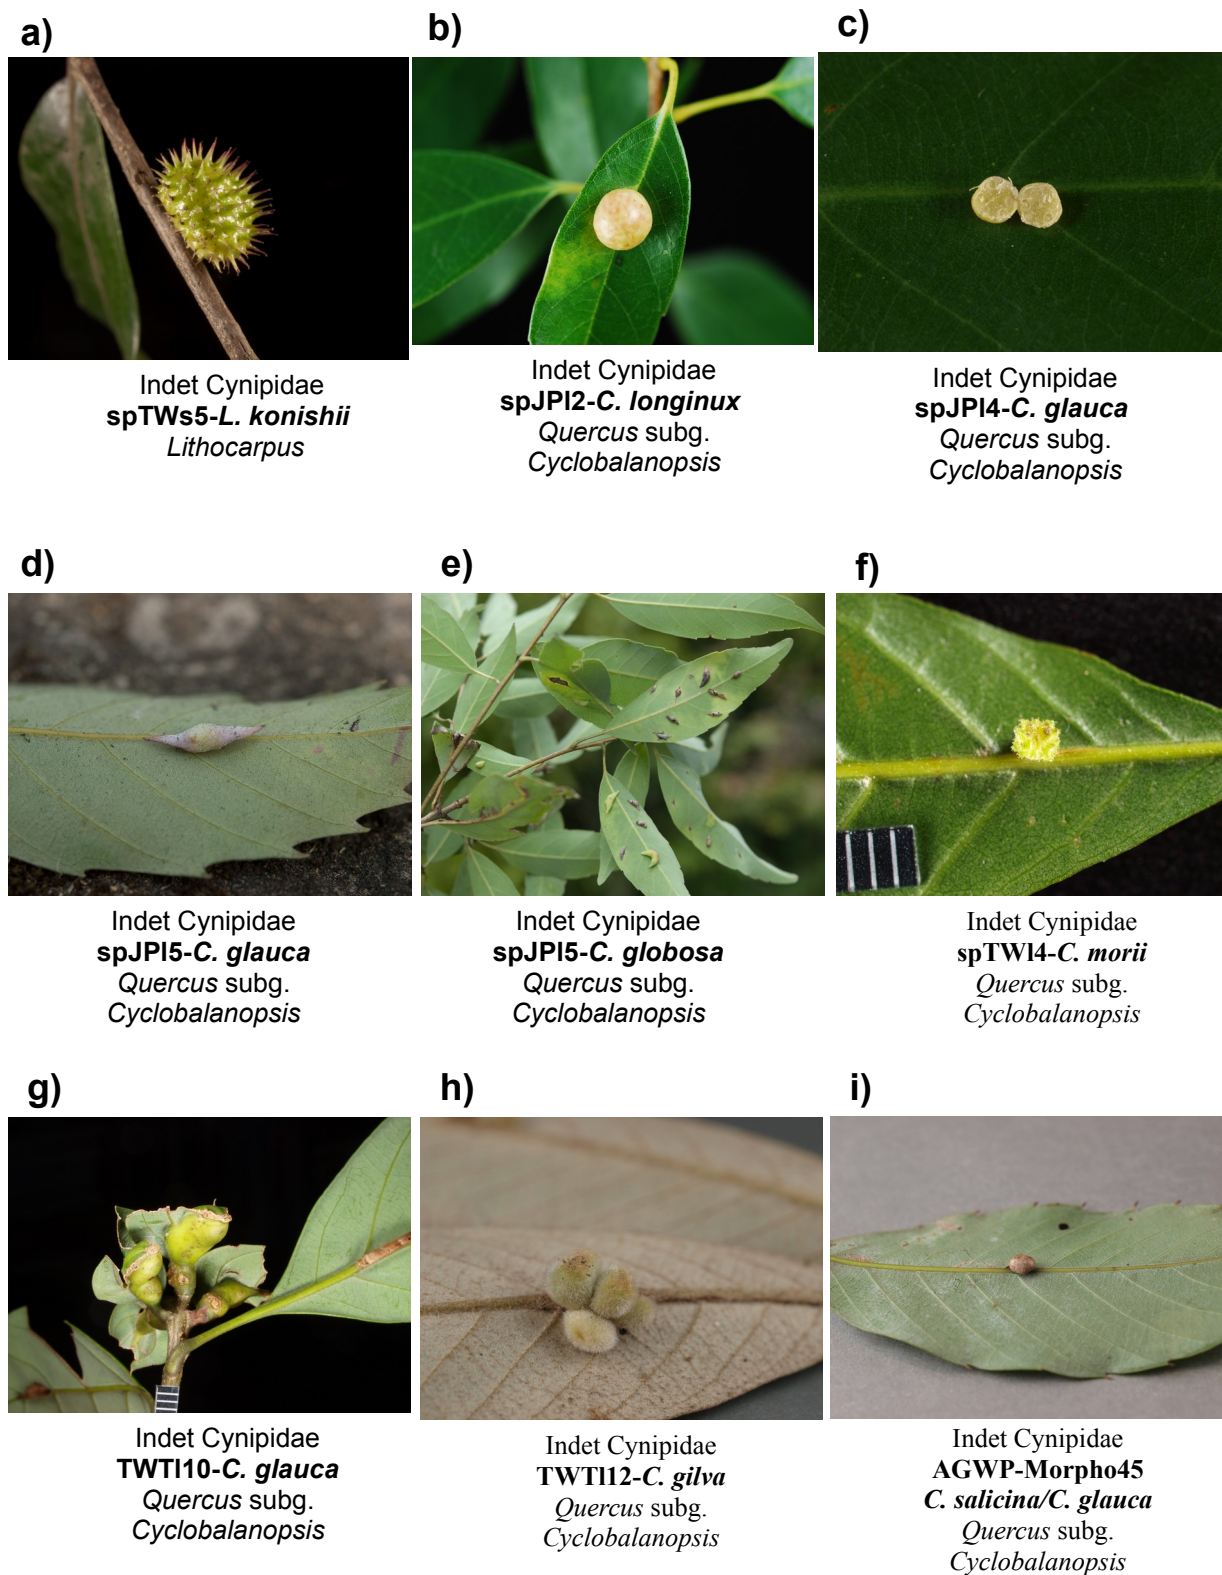 a)
b)
c)
Indet Cynipidae
spTWs5-L. konishii
Lithocarpus
Indet Cynipidae
spJPl2-C. longinux
Quercus subg.
Cyclobalanopsis
Indet Cynipidae
spJPl4-C. glauca
Quercus subg.
Cyclobalanopsis
d)
e)
f)
Indet Cynipidae
spJPl5-C. glauca
Quercus subg.
Cyclobalanopsis
Indet Cynipidae
spJPl5-C. globosa
Quercus subg.
Cyclobalanopsis
Indet Cynipidae
spTWl4-C. morii
Quercus subg.
Cyclobalanopsis
g)
h)
i)
Indet Cynipidae
TWTl10-C. glauca
Quercus subg.
Cyclobalanopsis
Indet Cynipidae
TWTl12-C. gilva
Quercus subg.
Cyclobalanopsis
Indet Cynipidae
AGWP-Morpho45
C. salicina/C. glauca
Quercus subg.
Cyclobalanopsis